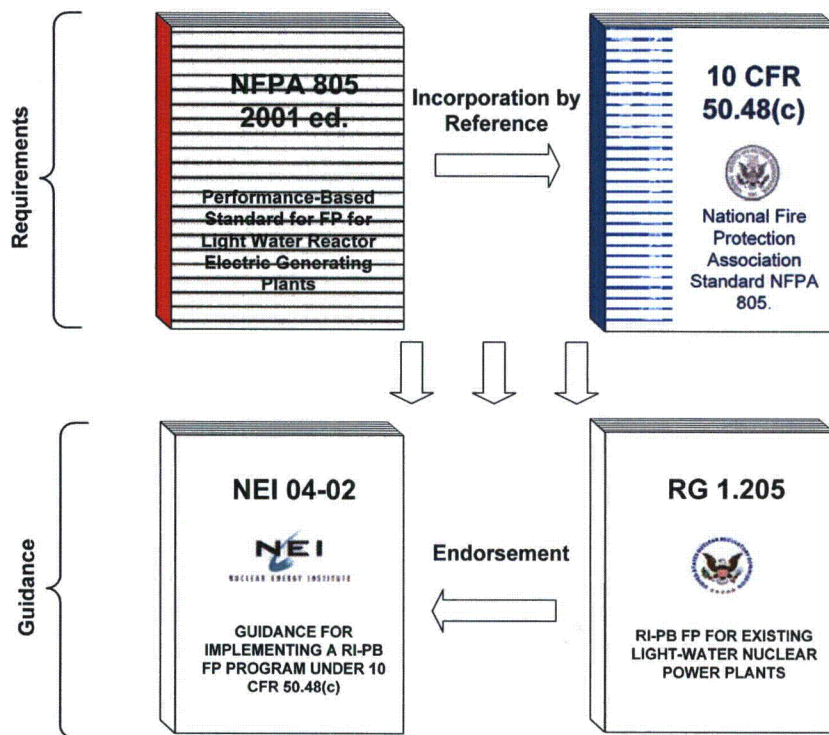 Requirements
NFPA 805
2001 ed.
Performance-Based
Standard for FP for
Light Water Reactor
Electric Generating
Plants
Incorporation by
Reference
10 CFR
50.48(c)
National Fire
Protection
Association
Standard NFPA
805.
Guidance
NEI 04-02
NEI
NUCLEAR ENERGY INSTITUTE
GUIDANCE FOR
IMPLEMENTING A RI-PB
FP PROGRAM UNDER 10
CFR 50.48(c)
Endorsement
RG 1.205
RI-PB FP FOR EXISTING
LIGHT-WATER NUCLEAR
POWER PLANTS